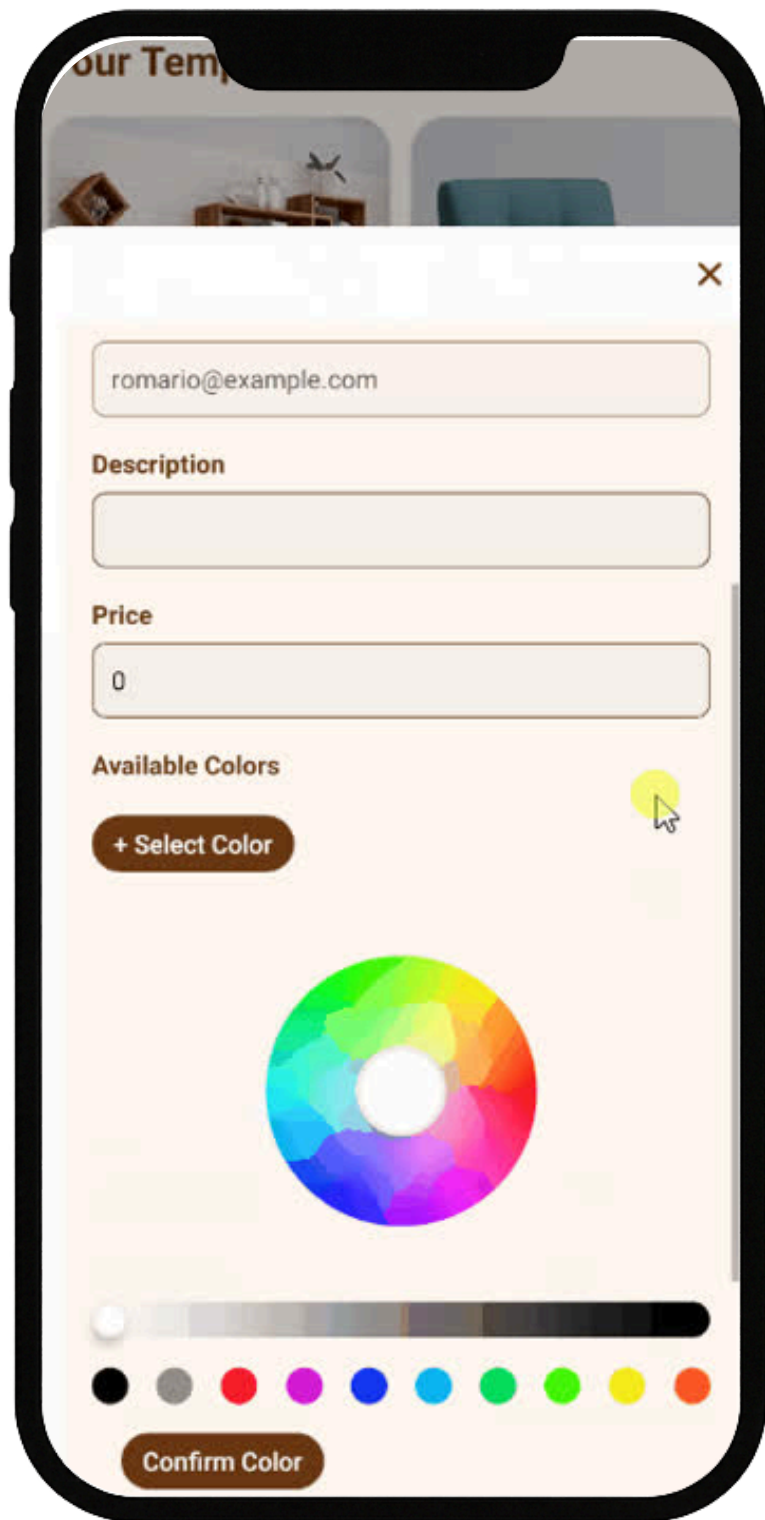 our Temp
romario@example.com
Description
Price
0
Available Colors
+ Select Color
Confirm Color